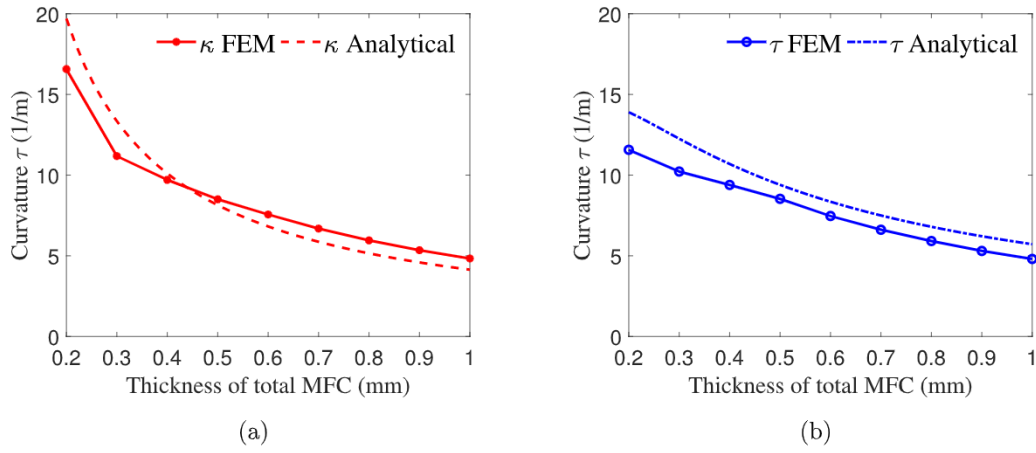 20
κ FEM κ Analytical
15
10
5
0
Curvature τ (1/m)
0.2 0.3 0.4 0.5 0.6 0.7 0.8 0.9 1
Thickness of total MFC (mm)
(a)
20
τ FEM τ Analytical
15
10
5
0
Curvature τ (1/m)
0.2 0.3 0.4 0.5 0.6 0.7 0.8 0.9 1
Thickness of total MFC (mm)
(b)